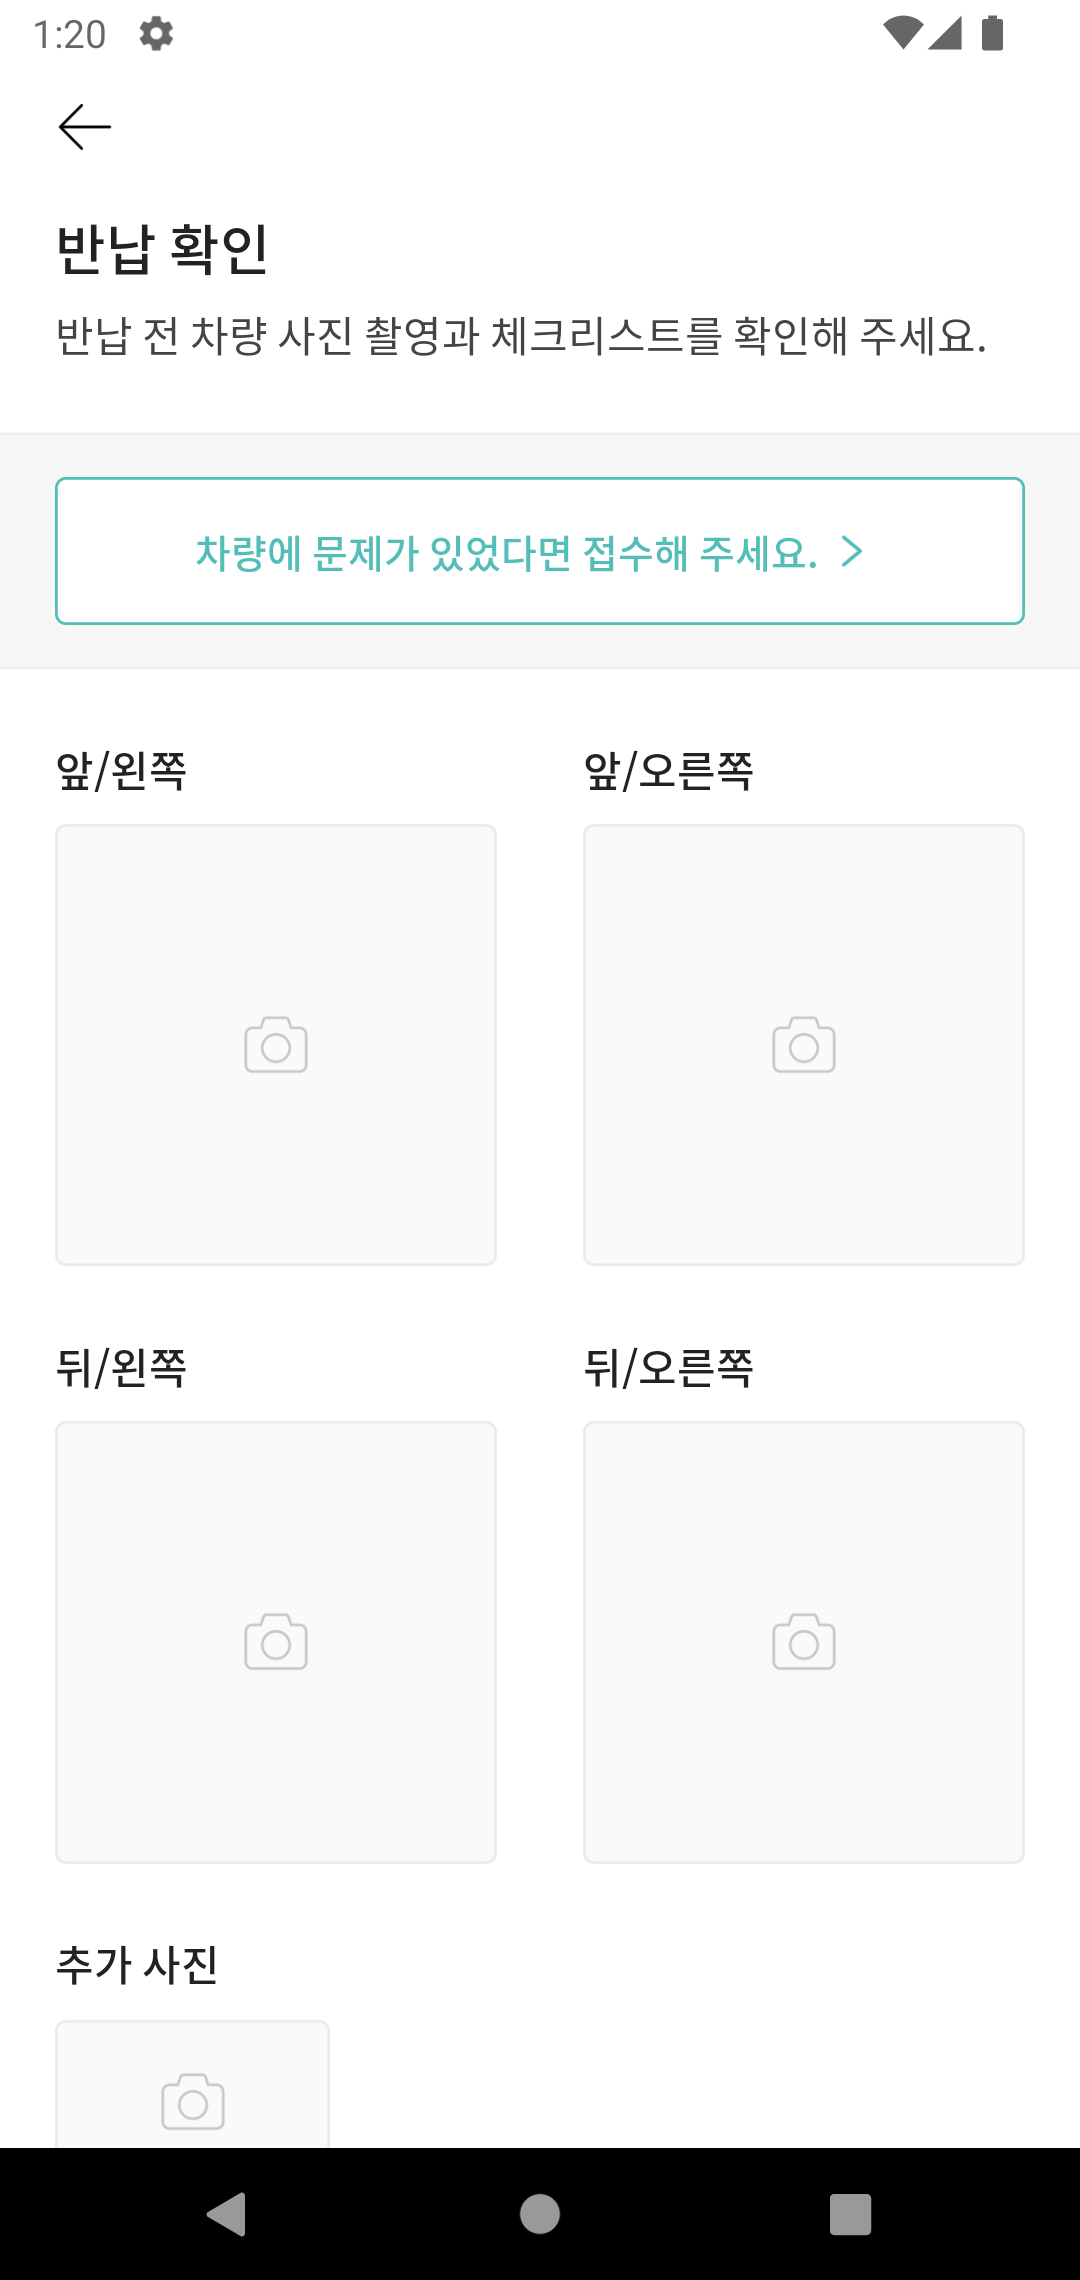 1:20
반납 확인
반납 전 차량 사진 촬영과 체크리스트를 확인해 주세요.
차량에 문제가 있었다면 접수해 주세요.
앞/왼쪽
앞/오른쪽
뒤/왼쪽
뒤/오른쪽
추가 사진